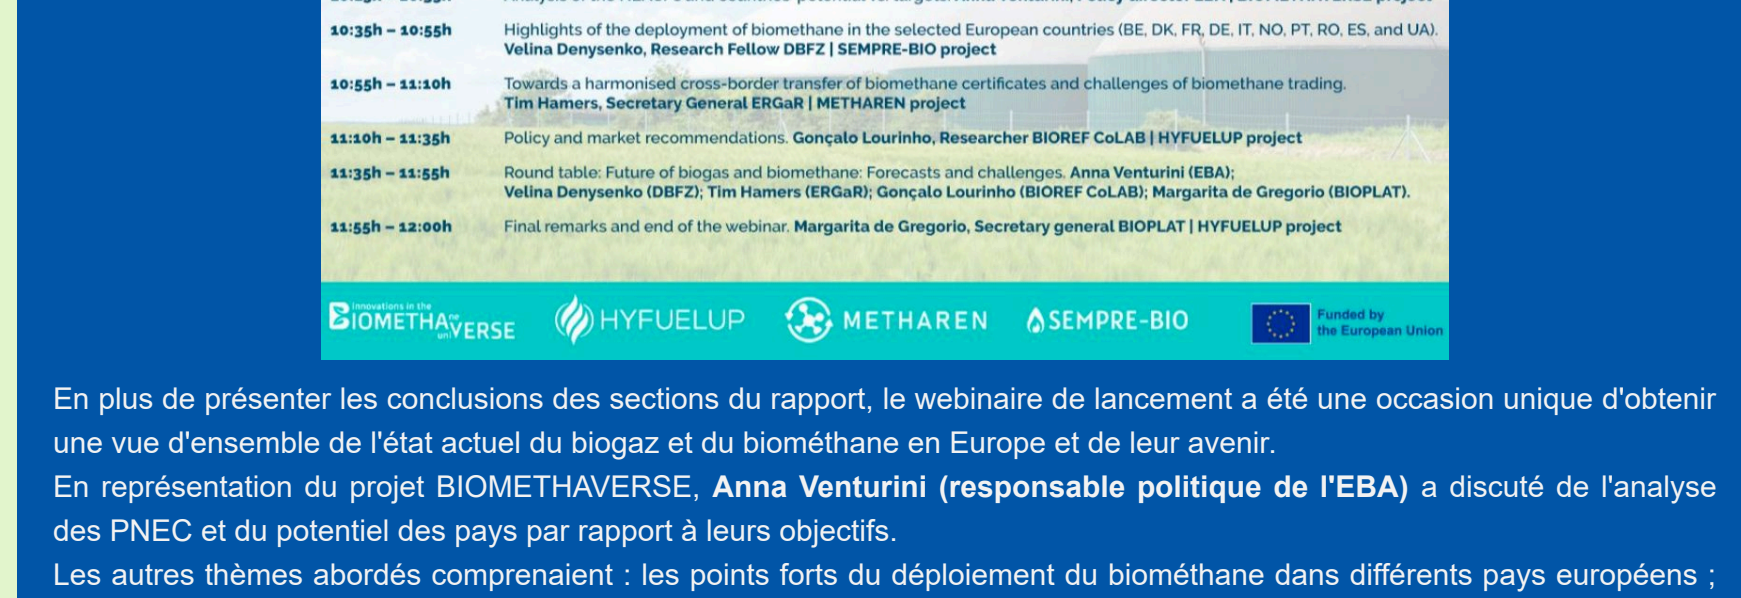 10:35h – 10:55h Highlights of the deployment of biomethane in the selected European countries (BE, DK, FR, DE, IT, NO, PT, RO, ES, and UA).
Velina Denysenko, Research Fellow DBFZ | SEMPRE-BIO project
10:55h – 11:10h Towards a harmonised cross-border transfer of biomethane certificates and challenges of biomethane trading.
Tim Hamers, Secretary General ERGaR | METHAREN project
11:10h – 11:35h Policy and market recommendations. Gonçalo Lourinho, Researcher BIOREF CoLAB | HYFUELUP project
11:35h – 11:55h Round table: Future of biogas and biomethane: Forecasts and challenges. Anna Venturini (EBA);
Velina Denysenko (DBFZ); Tim Hamers (ERGaR); Gonçalo Lourinho (BIOREF CoLAB); Margarita de Gregorio (BIOPLAT).
11:55h – 12:00h Final remarks and end of the webinar. Margarita de Gregorio, Secretary general BIOPLAT | HYFUELUP project
Innovations in the
BIOMETHAVERSE
uni
HYFUELUP
METHAREN
SEMPRE-BIO
Funded by
the European Union
En plus de présenter les conclusions des sections du rapport, le webinaire de lancement a été une occasion unique d'obtenir
une vue d'ensemble de l'état actuel du biogaz et du biométhane en Europe et de leur avenir.
En représentation du projet BIOMETHAVERSE, Anna Venturini (responsable politique de l'EBA) a discuté de l'analyse
des PNEC et du potentiel des pays par rapport à leurs objectifs.
Les autres thèmes abordés comprenaient : les points forts du déploiement du biométhane dans différents pays européens ;